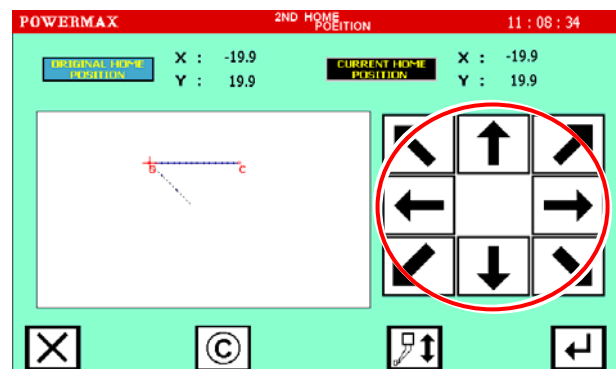 POWERMAX
2ND HOME
POEITION
11 : 08 : 34
ORIGINAL HOME
POSITION
X : -19.9
Y : 19.9
CURRENT HOME
POSITION
X : -19.9
Y : 19.9
C
©